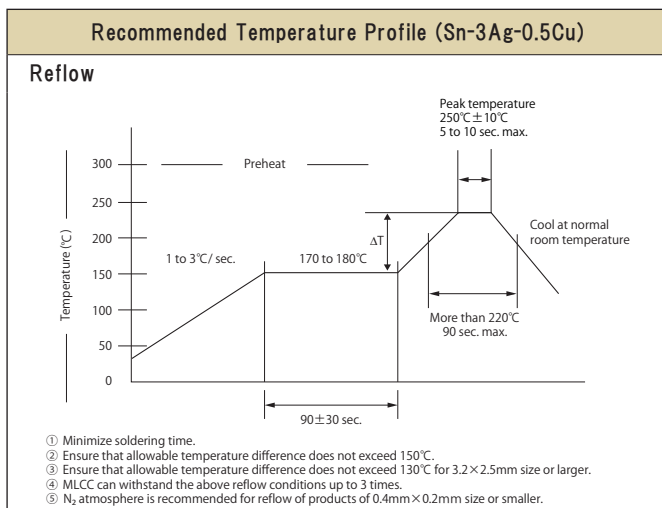 Recommended Temperature Profile (Sn-3Ag-0.5Cu)
Reflow
Peak temperature
250℃±10℃
5 to 10 sec. max.
Preheat
Temperature (℃)
300
250
200
150
100
50
0
1 to 3℃/ sec.
170 to 180℃
ΔT
Cool at normal
room temperature
More than 220℃
90 sec. max.
90±30 sec.
① Minimize soldering time.
② Ensure that allowable temperature difference does not exceed 150℃.
③ Ensure that allowable temperature difference does not exceed 130℃ for 3.2×2.5mm size or larger.
④ MLCC can withstand the above reflow conditions up to 3 times.
⑤ N₂ atmosphere is recommended for reflow of products of 0.4mm×0.2mm size or smaller.